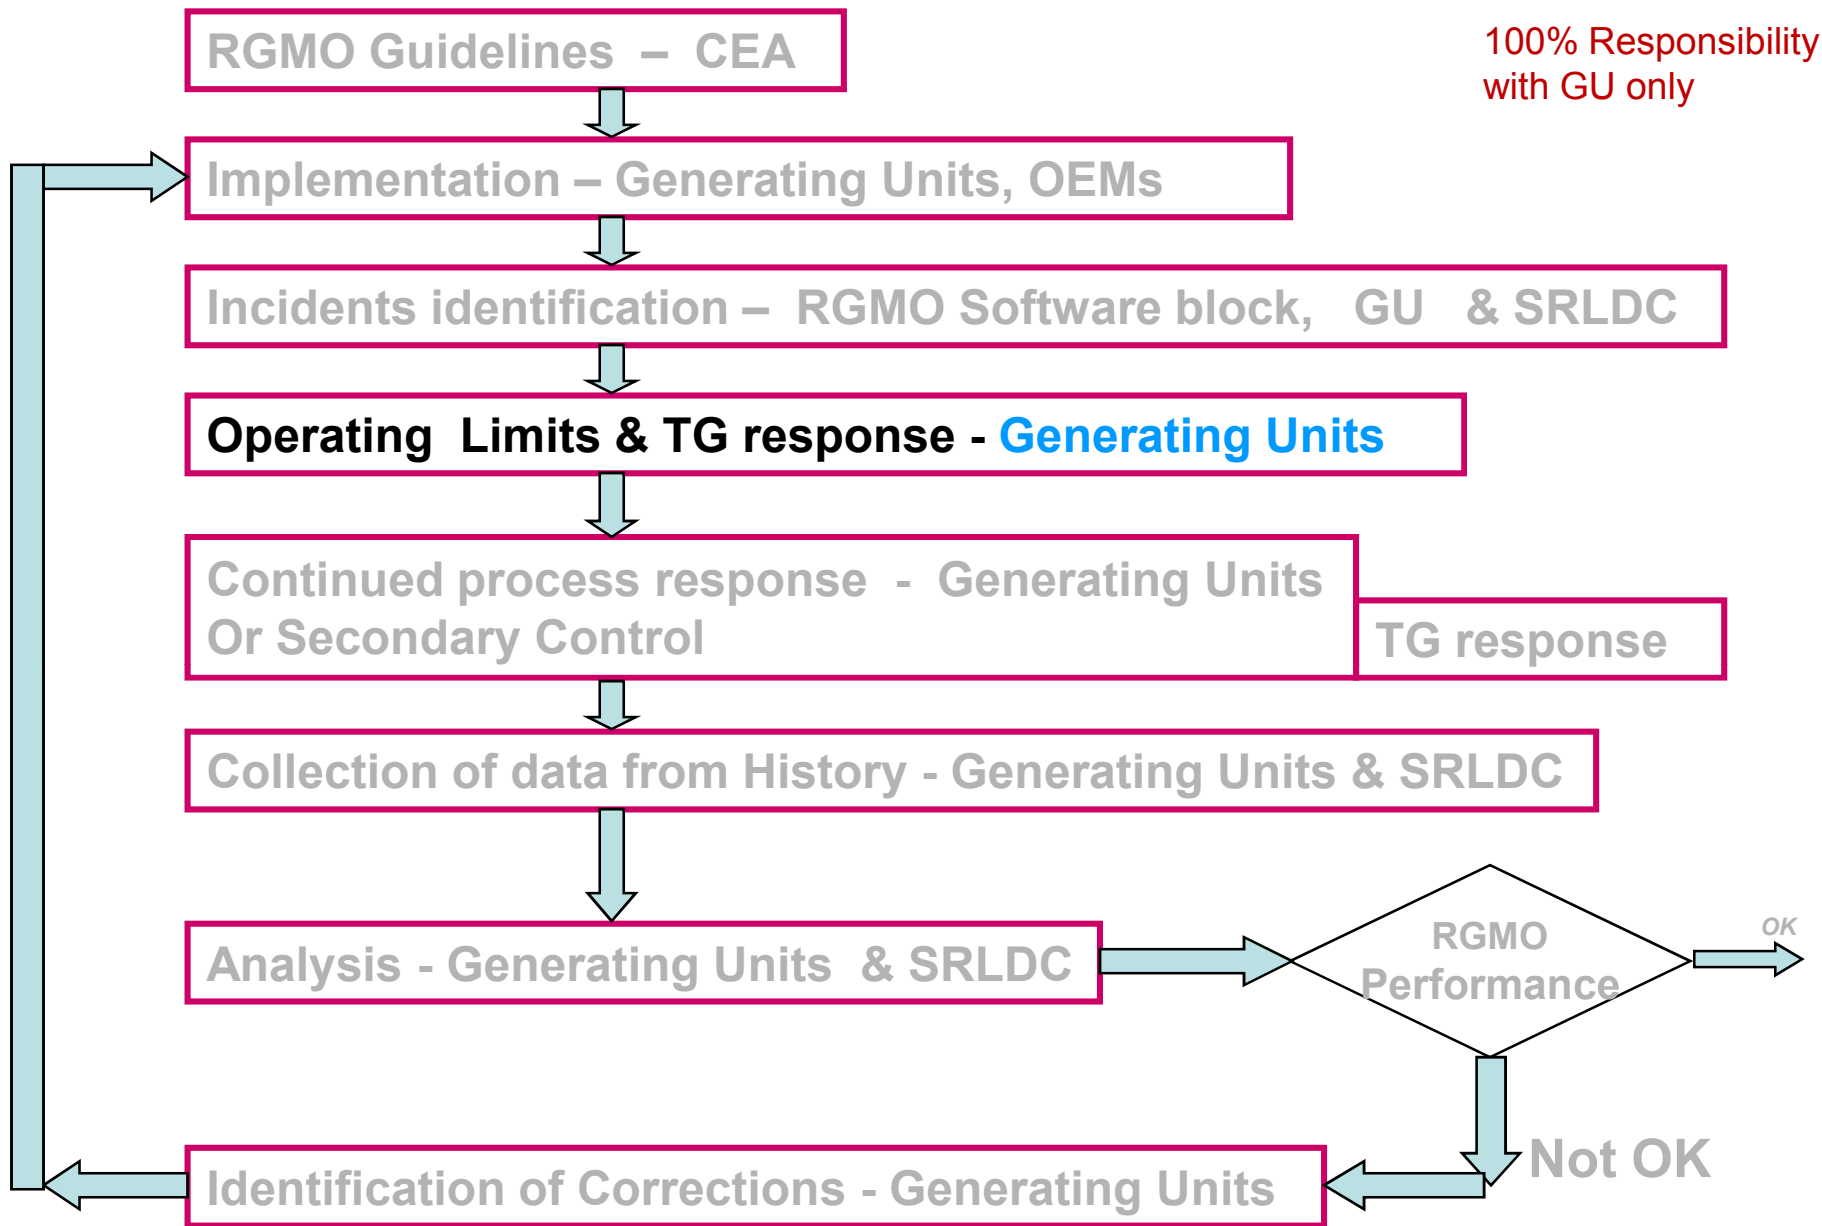 RGMO Guidelines – CEA
100% Responsibility
with GU only
Implementation – Generating Units, OEMs
Incidents identification – RGMO Software block, GU & SRLDC
Operating Limits & TG response - Generating Units
Continued process response - Generating Units
Or Secondary Control
TG response
Collection of data from History - Generating Units & SRLDC
Analysis - Generating Units & SRLDC
RGMO
Performance
OK
Not OK
Identification of Corrections - Generating Units